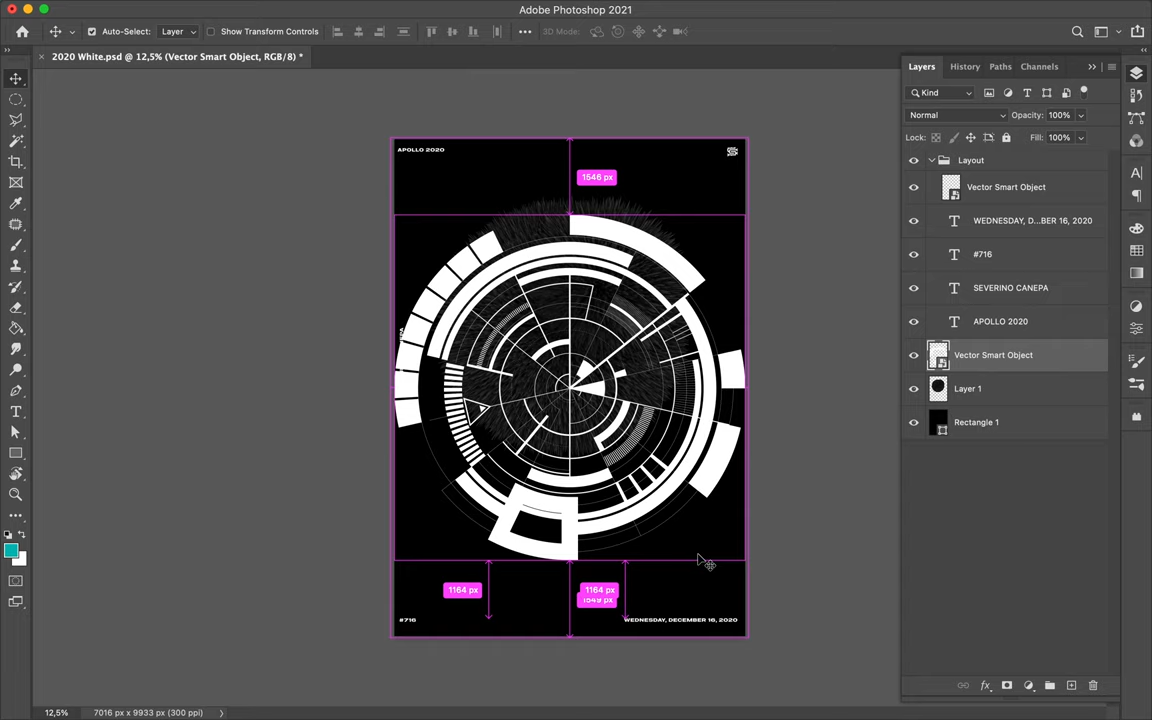 Adobe Photoshop 2021
Auto-Select: Layer Show Transform Controls 3D Mode:
2020 White.psd @ 12,5% (Vector Smart Object, RGB/8) *
Layers History Paths Channels
Kind
Normal Opacity: 100%
Lock: Fill: 100%
Layout
Vector Smart Object
WEDNESDAY, D...BER 16, 2020
#716
SEVERINO CANEPA
APOLLO 2020
Vector Smart Object
Layer 1
Rectangle 1
APOLLO 2020
1546 px
1164 px
1164 px
1549 px
#716
WEDNESDAY, DECEMBER 16, 2020
12,5% 7016 px x 9933 px (300 ppi)